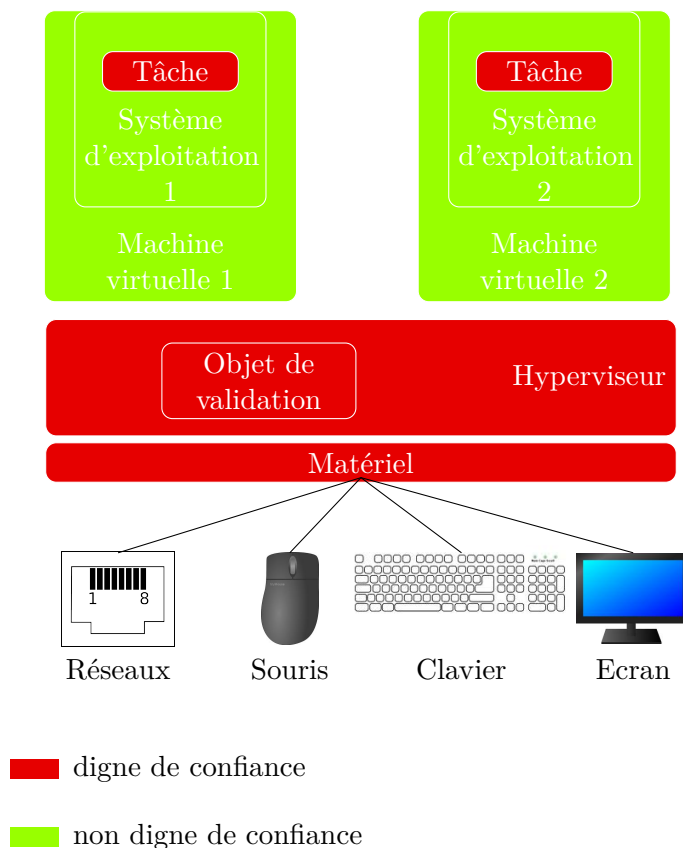 Tâche
Système
d'exploitation
1
Machine
virtuelle 1
Tâche
Système
d'exploitation
2
Machine
virtuelle 2
Objet de
validation
Hyperviseur
Matériel
1 8
Réseaux
Souris
Clavier
Ecran
digne de confiance
non digne de confiance